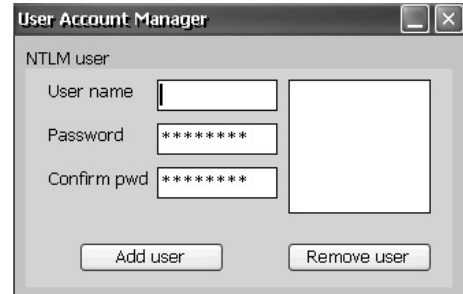 User Account Manager
NTLM user
User name
Password ********
Confirm pwd ********
Add user Remove user